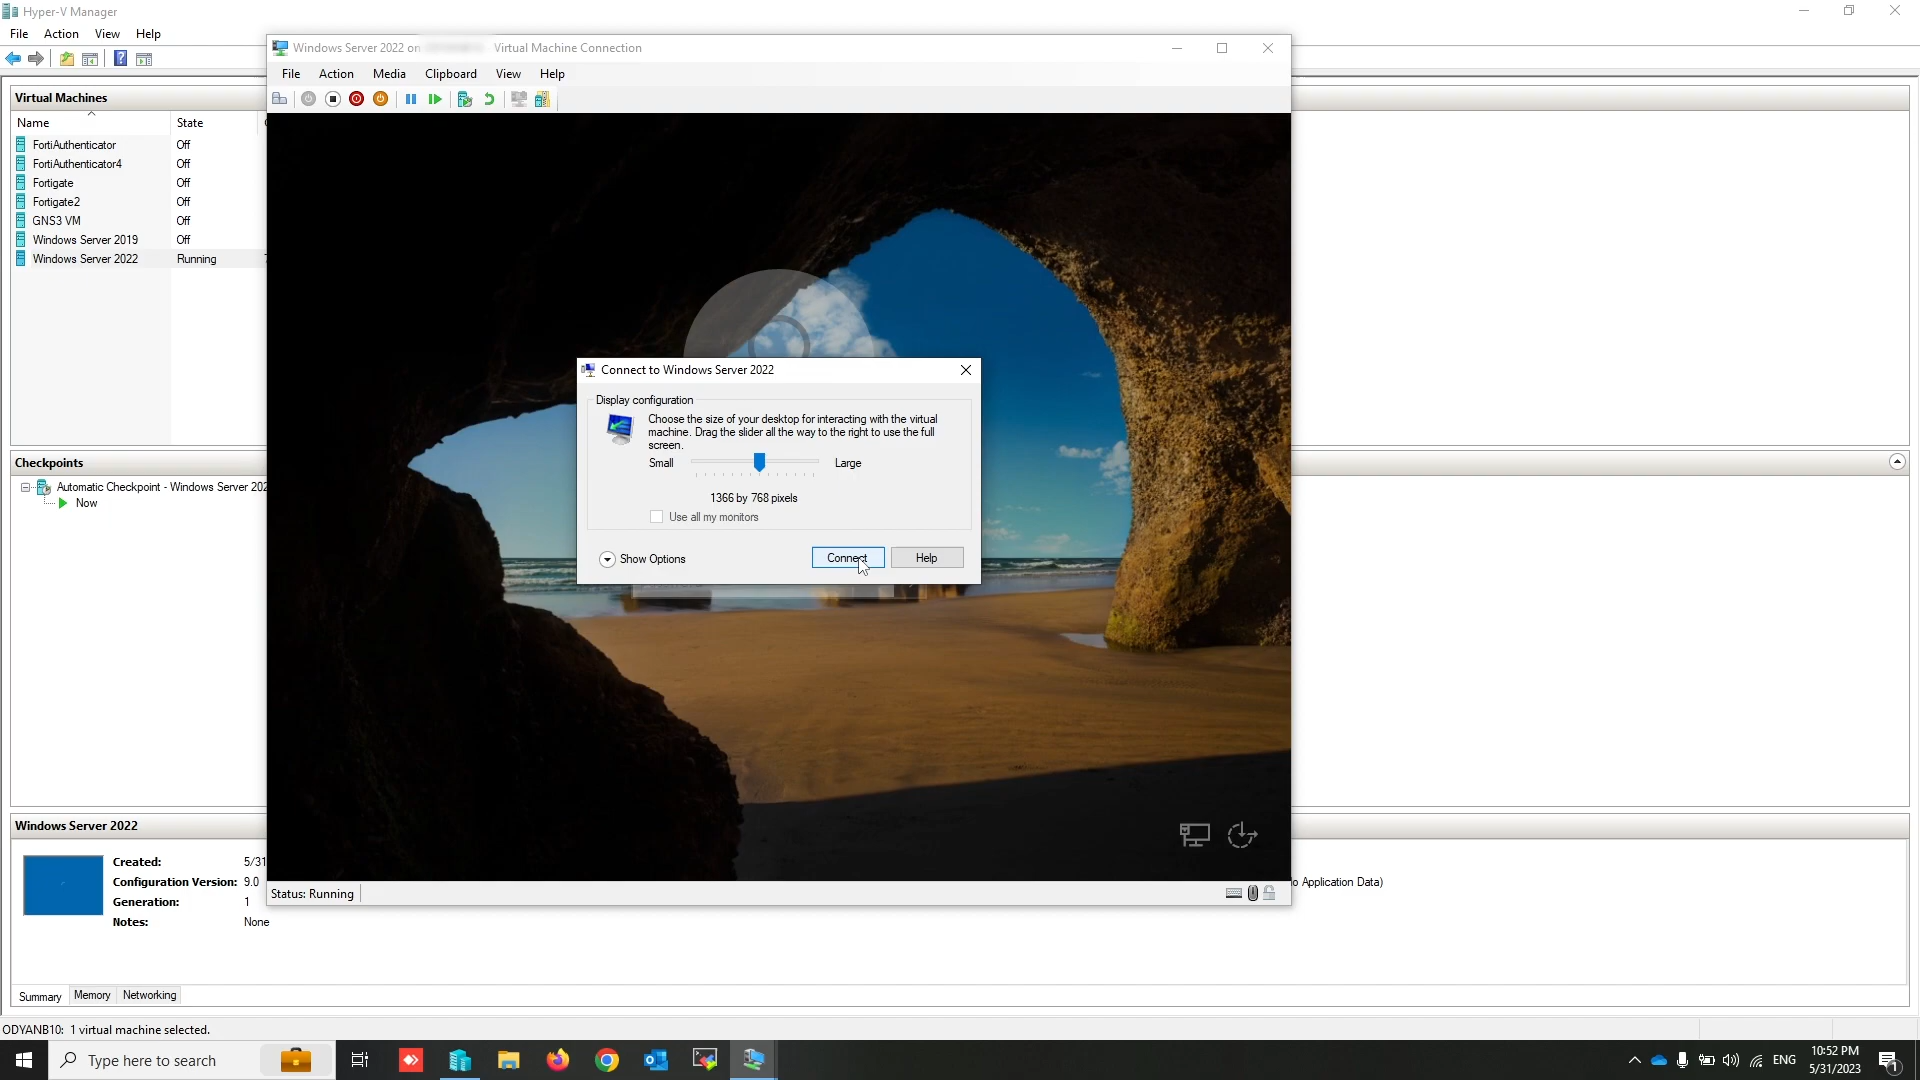 Hyper-V Manager
File Action View Help
Virtual Machines
Name State
FortiAuthenticator Off
FortiAuthenticator4 Off
Fortigate Off
Fortigate2 Off
GNS3 VM Off
Windows Server 2019 Off
Windows Server 2022 Running
Checkpoints
Automatic Checkpoint - Windows Server 202
Now
Windows Server 2022
Created: 5/31
Configuration Version: 9.0
Generation: 1
Notes: None
o Application Data)
Summary Memory Networking
ODYANB10: 1 virtual machine selected.
Windows Server 2022 on - Virtual Machine Connection
File Action Media Clipboard View Help
Status: Running
Connect to Windows Server 2022
Display configuration
Choose the size of your desktop for interacting with the virtual
machine. Drag the slider all the way to the right to use the full
screen.
Small Large
1366 by 768 pixels
Use all my monitors
Show Options Connect Help
Type here to search
ENG
10:52 PM
5/31/2023
1